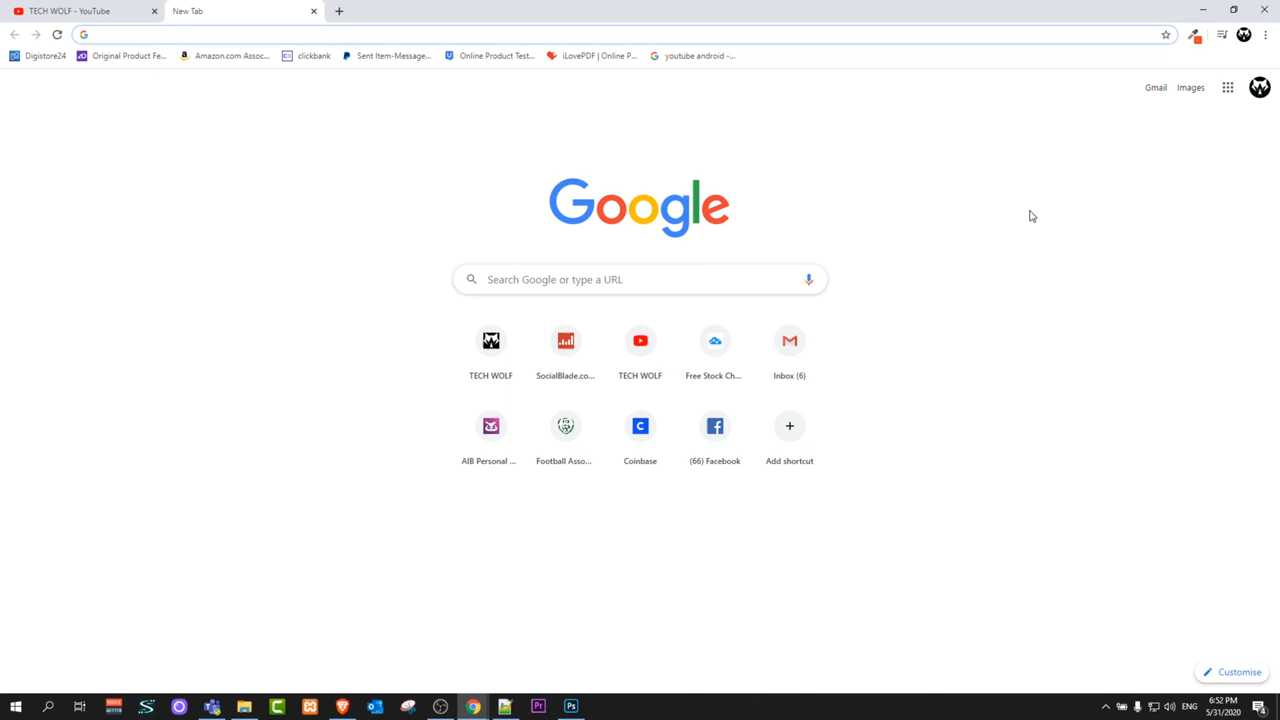 TECH WOLF - YouTube
New Tab
Digistore24
Original Product Fe...
Amazon.com Assoc...
clickbank
Sent Item-Message...
Online Product Test...
iLovePDF | Online P...
youtube android -...
Gmail
Images
Google
Search Google or type a URL
TECH WOLF
SocialBlade.co...
TECH WOLF
Free Stock Ch...
Inbox (6)
AIB Personal ...
Football Asso...
Coinbase
(66) Facebook
Add shortcut
Customise
ENG
6:52 PM
5/31/2020